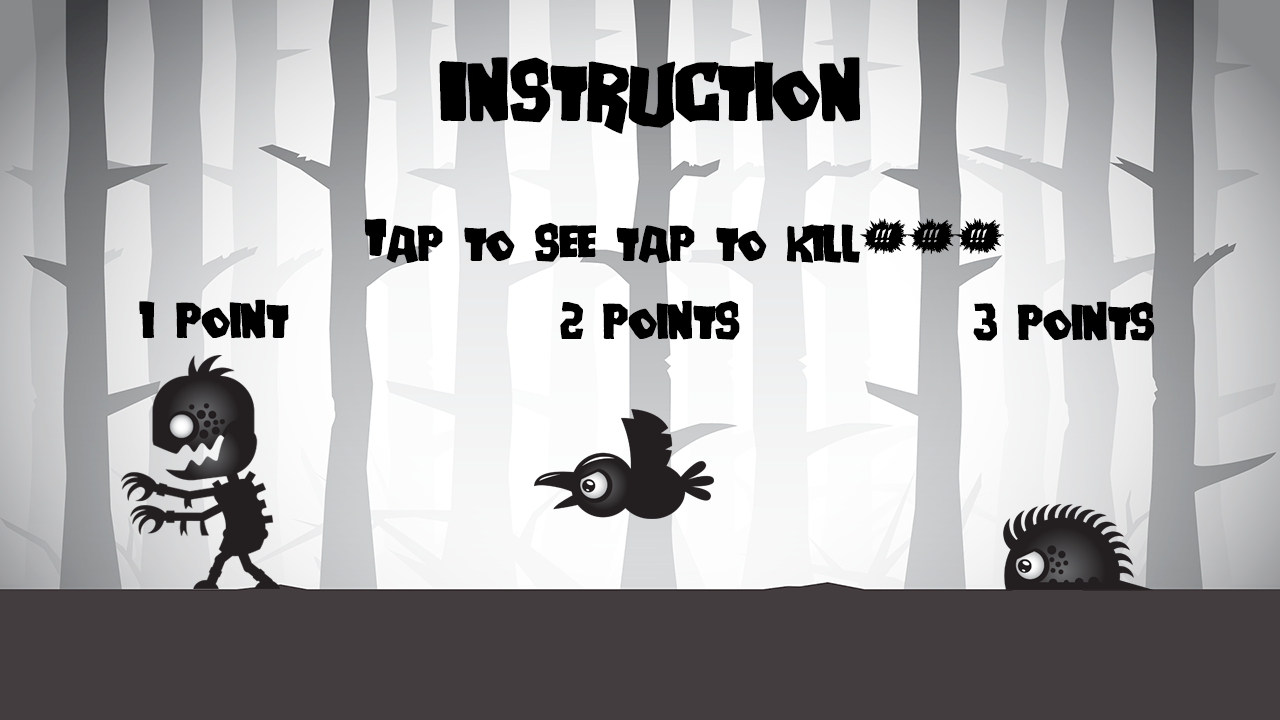 INSTRUCTION
TAP TO SEE TAP TO KILL!!!
1 POINT
2 POINTS
3 POINTS